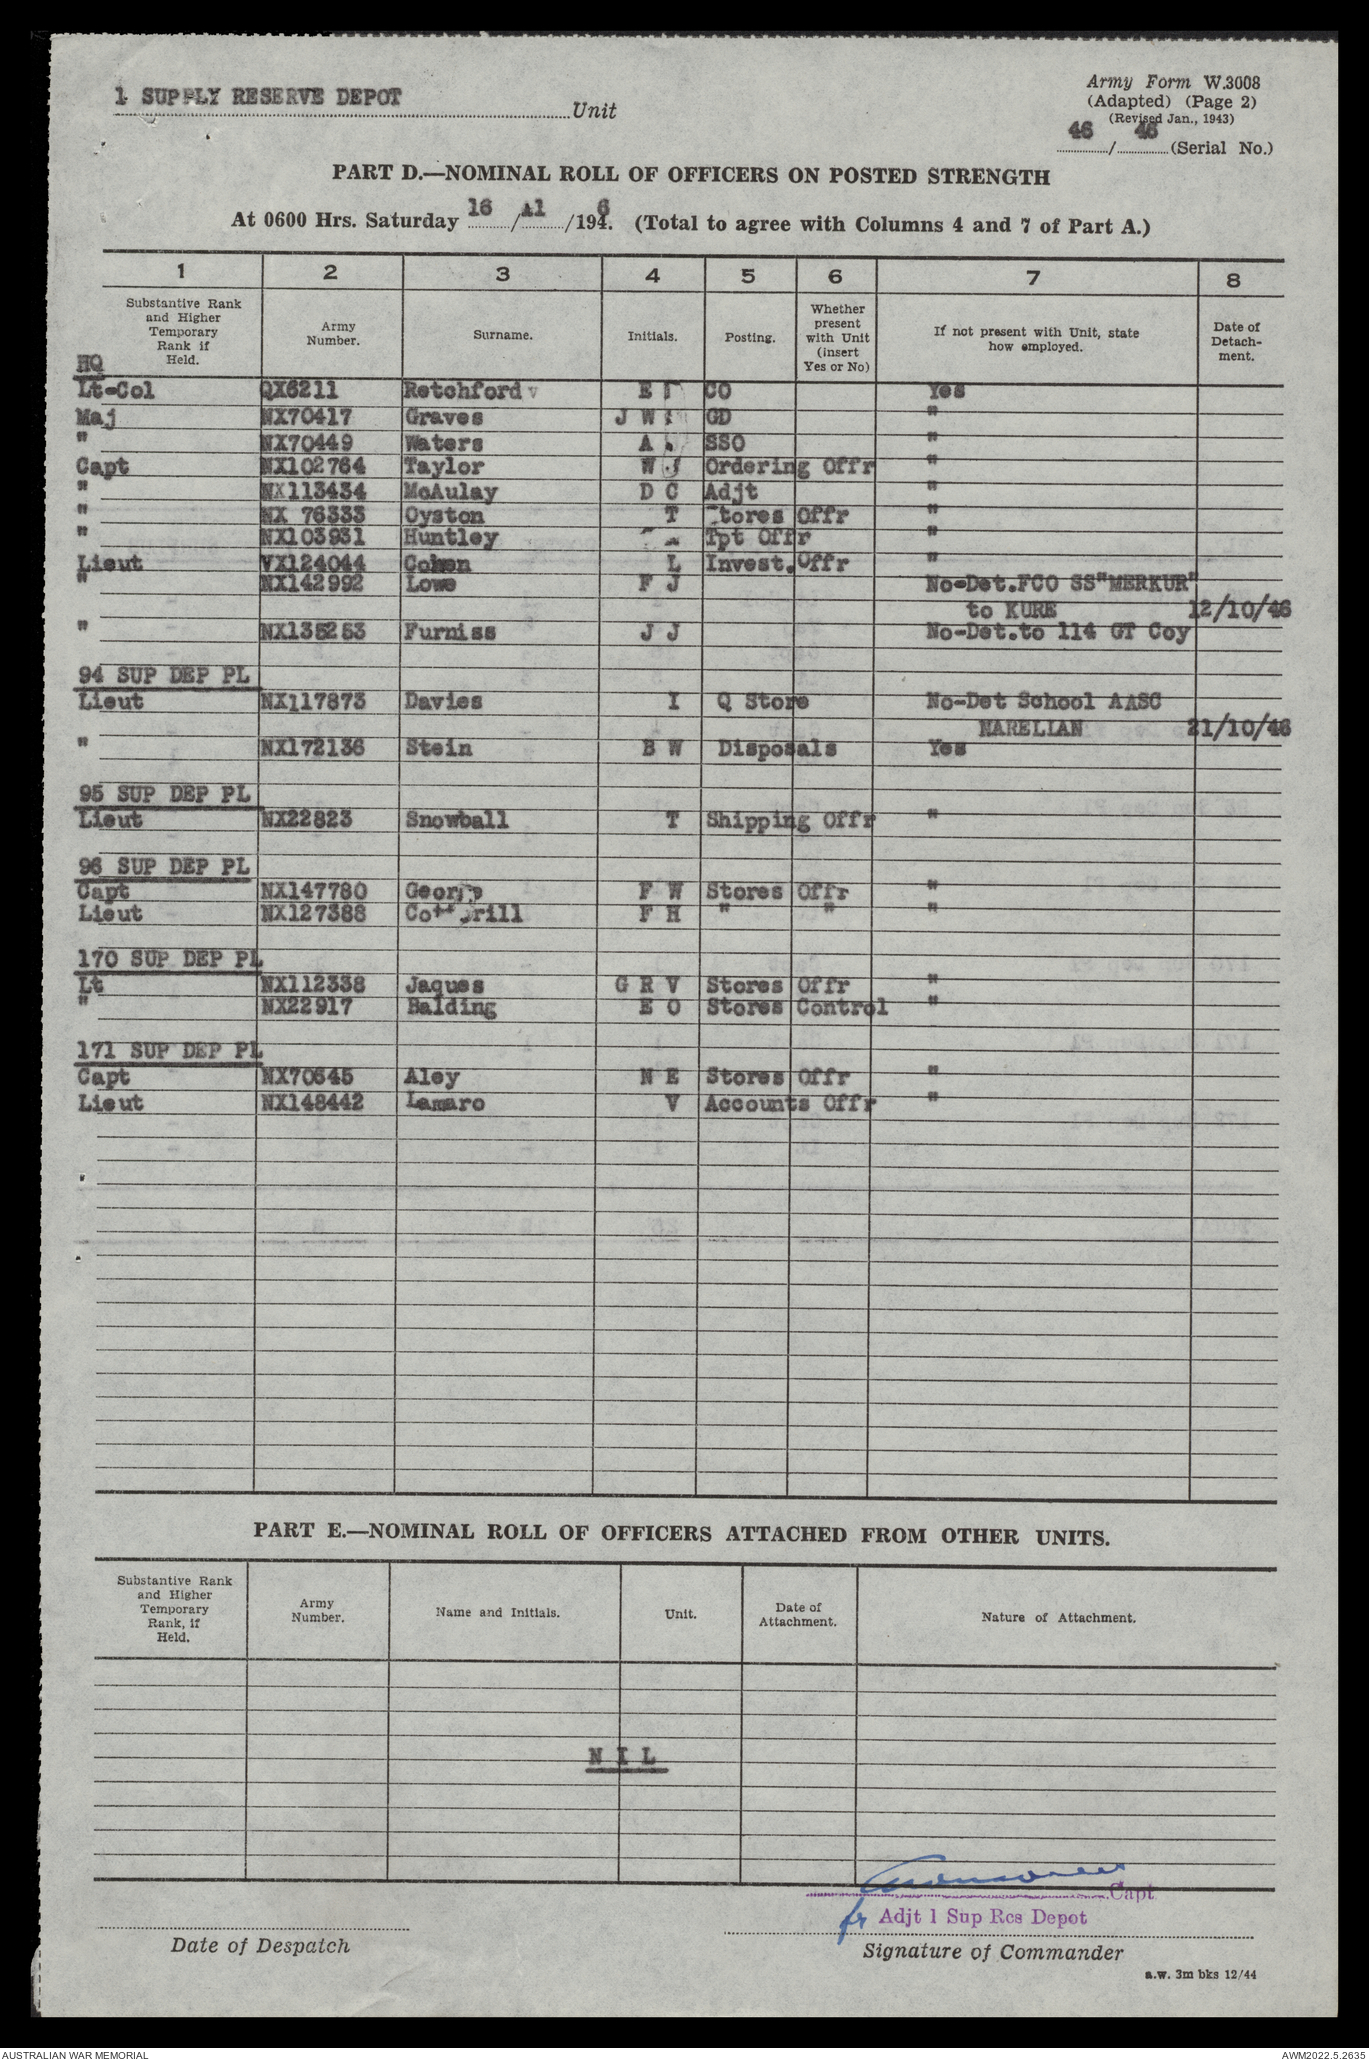 1 SUPPLY RESERVE DEPOT Unit
Army Form W.3008
(Adapted) (Page 2)
(Revised Jan., 1943)
46 / 46 (Serial No.)
PART D.—NOMINAL ROLL OF OFFICERS ON POSTED STRENGTH
At 0600 Hrs. Saturday 16 / 11 /1946. (Total to agree with Columns 4 and 7 of Part A.)
1 2 3 4 5 6 7 8
Substantive Rank and Higher Temporary Rank if Held. Army Number. Surname. Initials. Posting. Whether present with Unit (insert Yes or No) If not present with Unit, state how employed. Date of Detachment.
HQ
Lt-Col QX6211 Retchford E CO Yes
Maj NX70417 Graves J W GD "
" NX70449 Waters A SSO "
Capt NX102764 Taylor W J Ordering Offr "
" NX113434 McAulay D C Adjt "
" NX 76333 Oyston T Stores Offr "
" NX103931 Huntley Tpt Offr "
Lieut VX124044 Cohen L Invest. Offr "
" NX142992 Lowe F J No-Det.FCO SS"MERKUR"
to KURE 12/10/46
" NX135253 Furniss J J No-Det.to 114 GT Coy
94 SUP DEP PL
Lieut NX117873 Davies I Q Store No-Det School AASC
NARELLAN 21/10/46
" NX172136 Stein B W Disposals Yes
95 SUP DEP PL
Lieut NX22823 Snowball T Shipping Offr "
96 SUP DEP PL
Capt NX147780 George F W Stores Offr "
Lieut NX127388 Cotterill F H " " "
170 SUP DEP PL
Lt NX112338 Jaques G R V Stores Offr "
" NX22917 Balding E O Stores Control "
171 SUP DEP PL
Capt NX70645 Aley N E Stores Offr "
Lieut NX148442 Lamaro V Accounts Offr "
PART E.—NOMINAL ROLL OF OFFICERS ATTACHED FROM OTHER UNITS.
Substantive Rank and Higher Temporary Rank, if Held. Army Number. Name and Initials. Unit. Date of Attachment. Nature of Attachment.
N I L
Capt
fr Adjt 1 Sup Res Depot
Date of Despatch
Signature of Commander
a.w. 3m bks 12/44
AUSTRALIAN WAR MEMORIAL AWM2022.5.2635